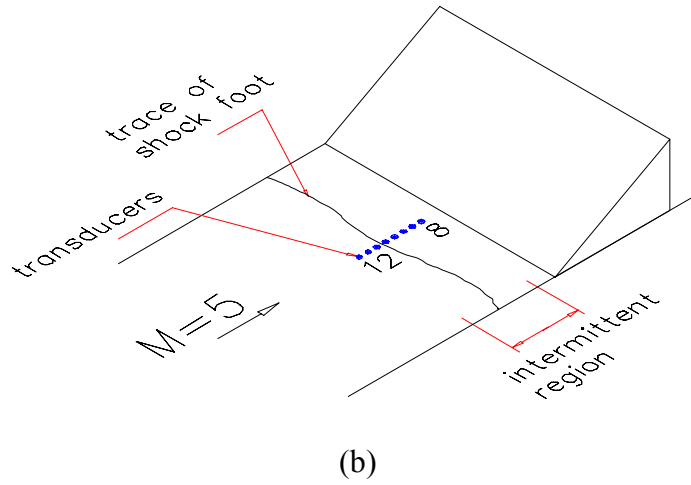 trace of
shock foot
transducers
8
12
M=5
intermittent
region
(b)